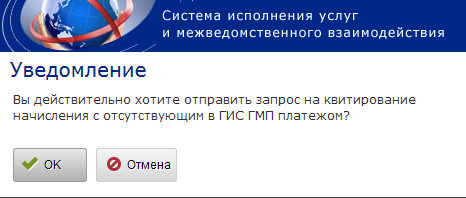 Система исполнения услуг
и межведомственного взаимодействия
Уведомление
Вы действительно хотите отправить запрос на квитирование
начисления с отсутствующим в ГИС ГМП платежом?
OK
Отмена